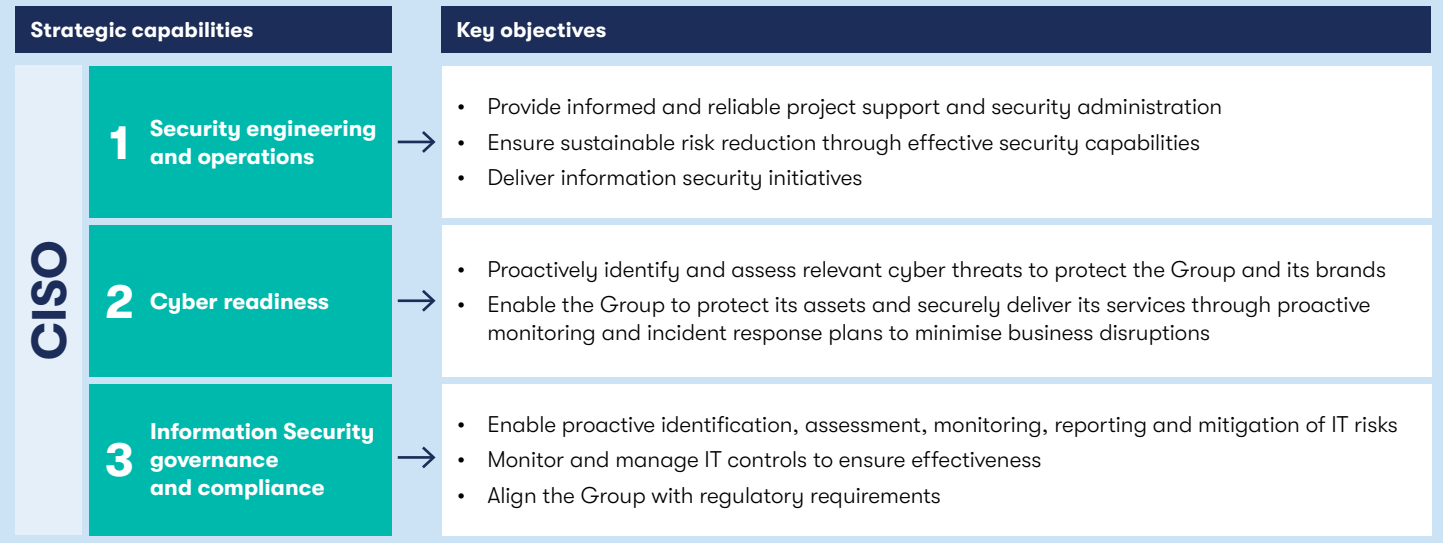 Strategic capabilities
Key objectives
CISO
1
Security engineering
and operations
• Provide informed and reliable project support and security administration
• Ensure sustainable risk reduction through effective security capabilities
• Deliver information security initiatives
2
Cyber readiness
• Proactively identify and assess relevant cyber threats to protect the Group and its brands
• Enable the Group to protect its assets and securely deliver its services through proactive
monitoring and incident response plans to minimise business disruptions
3
Information Security
governance
and compliance
• Enable proactive identification, assessment, monitoring, reporting and mitigation of IT risks
• Monitor and manage IT controls to ensure effectiveness
• Align the Group with regulatory requirements